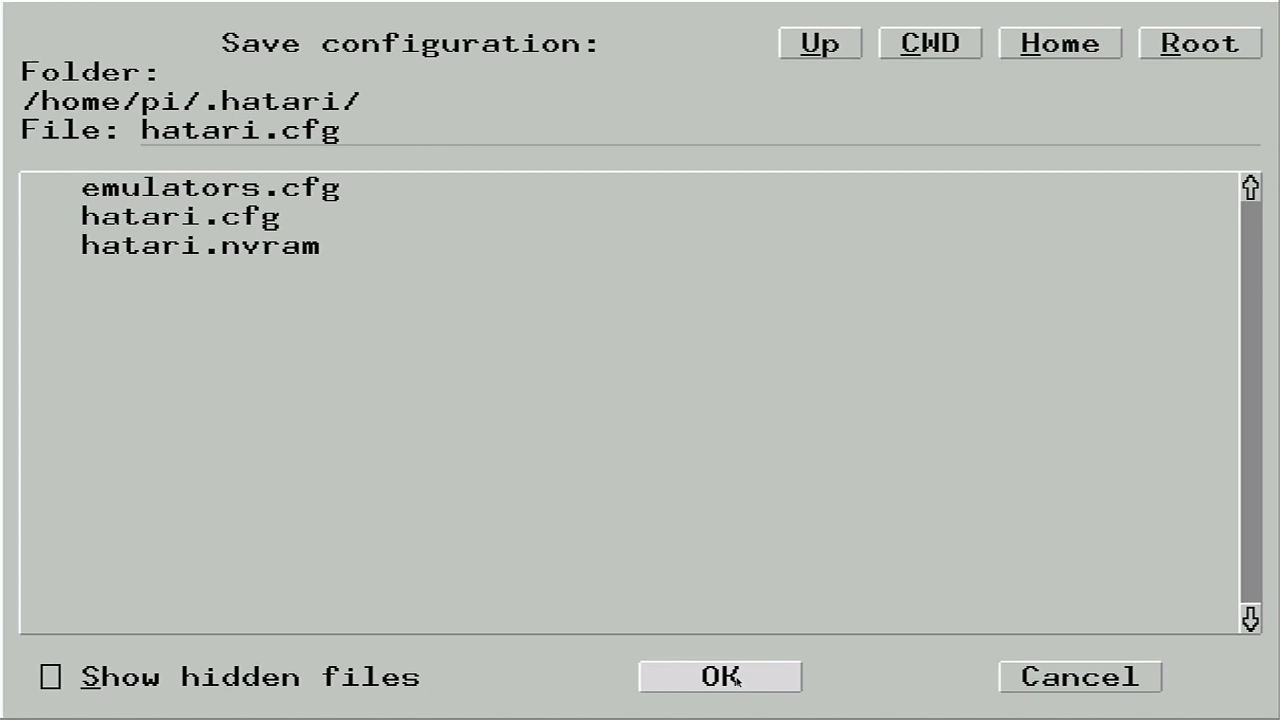 Save configuration: Up CWD Home Root
Folder:
/home/pi/.hatari/
File: hatari.cfg
emulators.cfg
hatari.cfg
hatari.nvram
Show hidden files OK Cancel